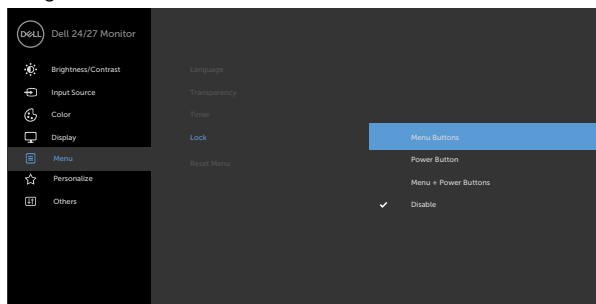 DELL Dell 24/27 Monitor
Brightness/Contrast
Input Source
Color
Display
Menu
Personalize
Others
Language
Transparency
Timer
Lock
Reset Menu
Menu Buttons
Power Button
Menu + Power Buttons
Disable